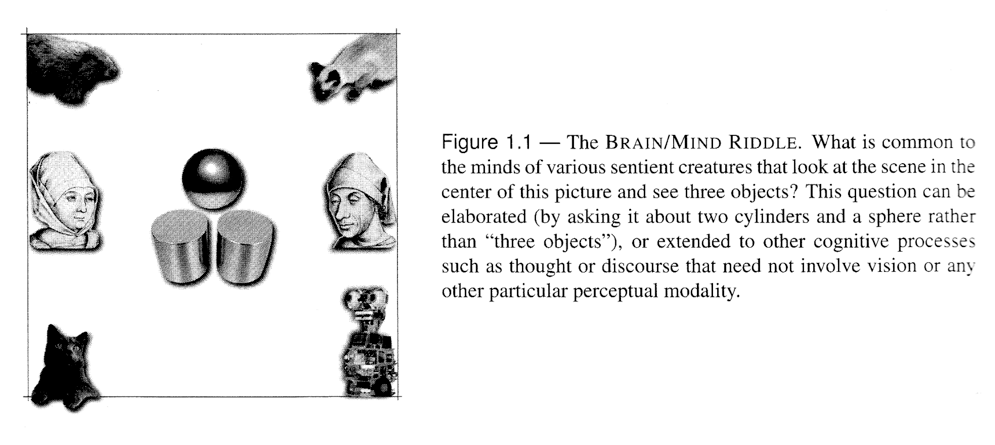 Figure 1.1 — The BRAIN/MIND RIDDLE. What is common to
the minds of various sentient creatures that look at the scene in the
center of this picture and see three objects? This question can be
elaborated (by asking it about two cylinders and a sphere rather
than “three objects”), or extended to other cognitive processes
such as thought or discourse that need not involve vision or any
other particular perceptual modality.